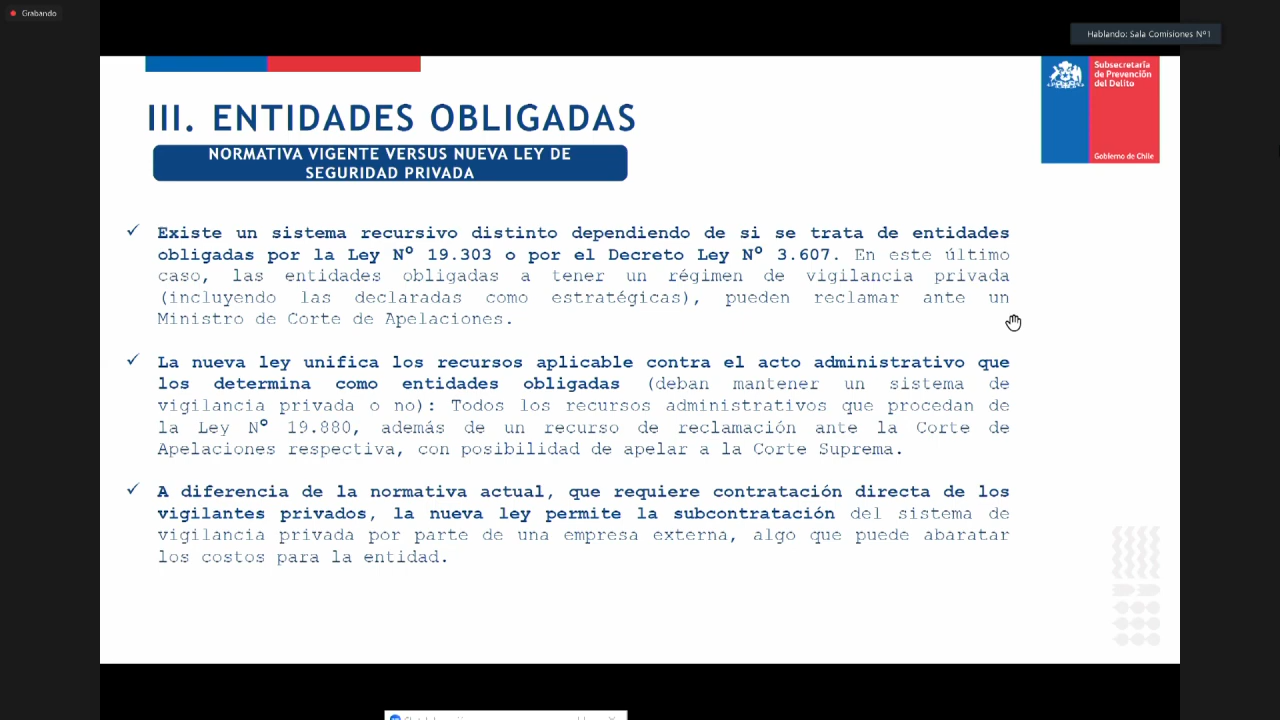 Grabando
Hablando: Sala Comisiones Nº1
Subsecretaría
de Prevención
del Delito
Gobierno de Chile
III. ENTIDADES OBLIGADAS
NORMATIVA VIGENTE VERSUS NUEVA LEY DE
SEGURIDAD PRIVADA
✓ Existe un sistema recursivo distinto dependiendo de si se trata de entidades
obligadas por la Ley Nº 19.303 o por el Decreto Ley Nº 3.607. En este último
caso, las entidades obligadas a tener un régimen de vigilancia privada
(incluyendo las declaradas como estratégicas), pueden reclamar ante un
Ministro de Corte de Apelaciones.
✓ La nueva ley unifica los recursos aplicable contra el acto administrativo que
los determina como entidades obligadas (deban mantener un sistema de
vigilancia privada o no): Todos los recursos administrativos que procedan de
la Ley Nº 19.880, además de un recurso de reclamación ante la Corte de
Apelaciones respectiva, con posibilidad de apelar a la Corte Suprema.
✓ A diferencia de la normativa actual, que requiere contratación directa de los
vigilantes privados, la nueva ley permite la subcontratación del sistema de
vigilancia privada por parte de una empresa externa, algo que puede abaratar
los costos para la entidad.